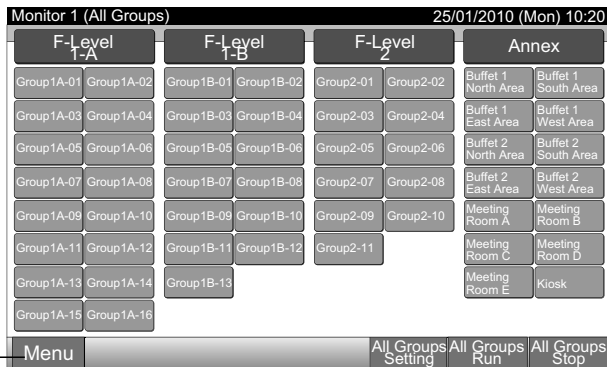 Monitor 1 (All Groups) 25/01/2010 (Mon) 10:20
F-Level
1-A
F-Level
1-B
F-Level
2
Annex
Group1A-01 Group1A-02 Group1B-01 Group1B-02 Group2-01 Group2-02
Buffet 1
North Area
Buffet 1
South Area
Group1A-03 Group1A-04 Group1B-03 Group1B-04 Group2-03 Group2-04
Buffet 1
East Area
Buffet 1
West Area
Group1A-05 Group1A-06 Group1B-05 Group1B-06 Group2-05 Group2-06
Buffet 2
North Area
Buffet 2
South Area
Group1A-07 Group1A-08 Group1B-07 Group1B-08 Group2-07 Group2-08
Buffet 2
East Area
Buffet 2
West Area
Group1A-09 Group1A-10 Group1B-09 Group1B-10 Group2-09 Group2-10
Meeting
Room A
Meeting
Room B
Group1A-11 Group1A-12 Group1B-11 Group1B-12 Group2-11
Meeting
Room C
Meeting
Room D
Group1A-13 Group1A-14 Group1B-13
Meeting
Room E
Kiosk
Group1A-15 Group1A-16
Menu
All Groups
Setting
All Groups
Run
All Groups
Stop